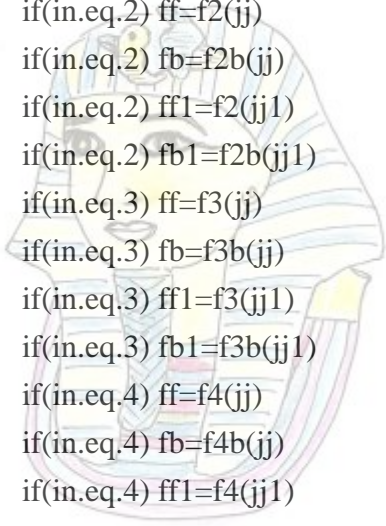 if(in.eq.2) ff=f2(jj)
if(in.eq.2) fb=f2b(jj)
if(in.eq.2) ff1=f2(jj1)
if(in.eq.2) fb1=f2b(jj1)
if(in.eq.3) ff=f3(jj)
if(in.eq.3) fb=f3b(jj)
if(in.eq.3) ff1=f3(jj1)
if(in.eq.3) fb1=f3b(jj1)
if(in.eq.4) ff=f4(jj)
if(in.eq.4) fb=f4b(jj)
if(in.eq.4) ff1=f4(jj1)